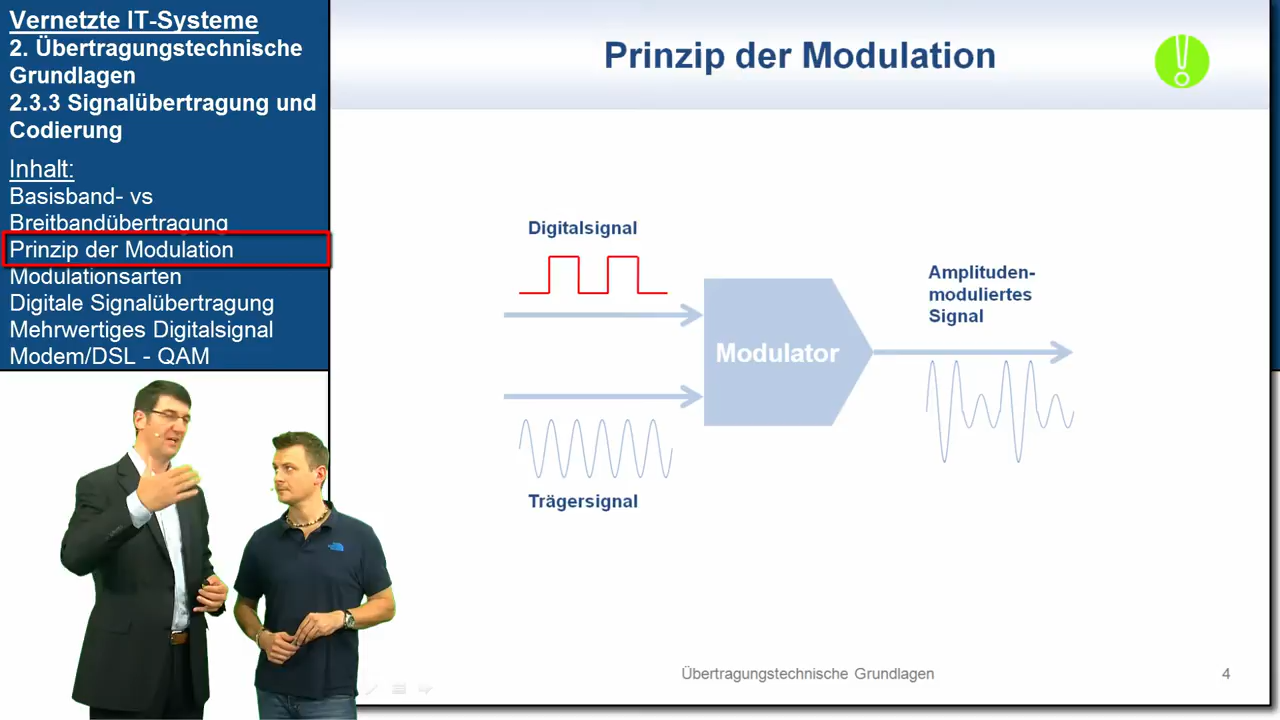 Vernetzte IT-Systeme
2. Übertragungstechnische
Grundlagen
2.3.3 Signalübertragung und
Codierung
Inhalt:
Basisband- vs
Breitbandübertragung
Prinzip der Modulation
Modulationsarten
Digitale Signalübertragung
Mehrwertiges Digitalsignal
Modem/DSL - QAM
Prinzip der Modulation
Digitalsignal
Amplituden-
moduliertes
Signal
Modulator
Trägersignal
Übertragungstechnische Grundlagen
4